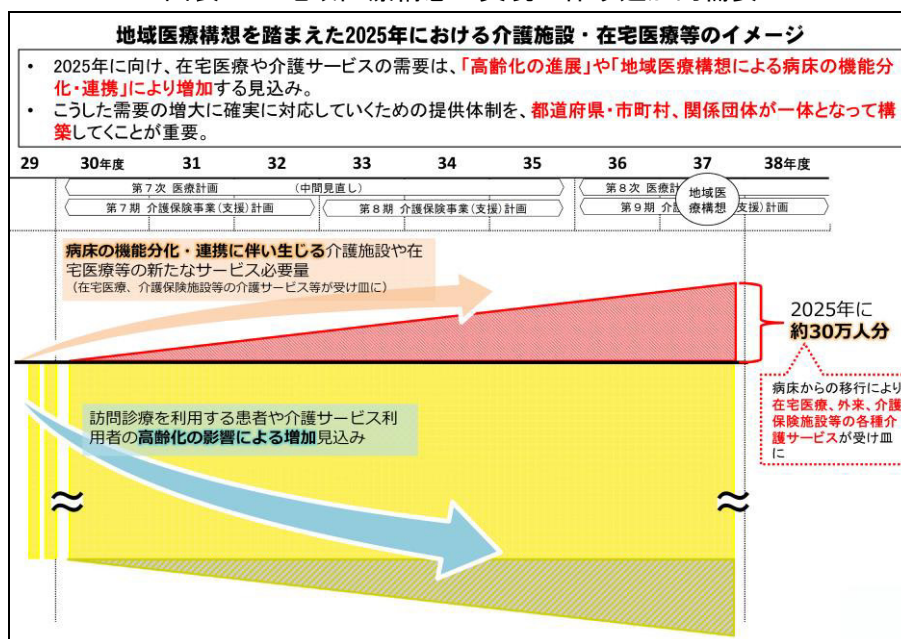 地域医療構想を踏まえた2025年における介護施設・在宅医療等のイメージ
・ 2025年に向け、在宅医療や介護サービスの需要は、「高齢化の進展」や「地域医療構想による病床の機能分
化・連携」により増加する見込み。
・ こうした需要の増大に確実に対応していくための提供体制を、都道府県・市町村、関係団体が一体となって構
築してくことが重要。
29 30年度 31 32 33 34 35 36 37 38年度
第7次 医療計画 (中間見直し) 第8次 医療計
地域医
療構想
第7期 介護保険事業(支援)計画 第8期 介護保険事業(支援)計画 第9期 介 支援)計画
病床の機能分化・連携に伴い生じる介護施設や在
宅医療等の新たなサービス必要量
(在宅医療、介護保険施設等の介護サービス等が受け皿に)
2025年に
約30万人分
病床からの移行により
在宅医療、外来、介護
保険施設等の各種介
護サービスが受け皿
に
訪問診療を利用する患者や介護サービス利
用者の高齢化の影響による増加見込み